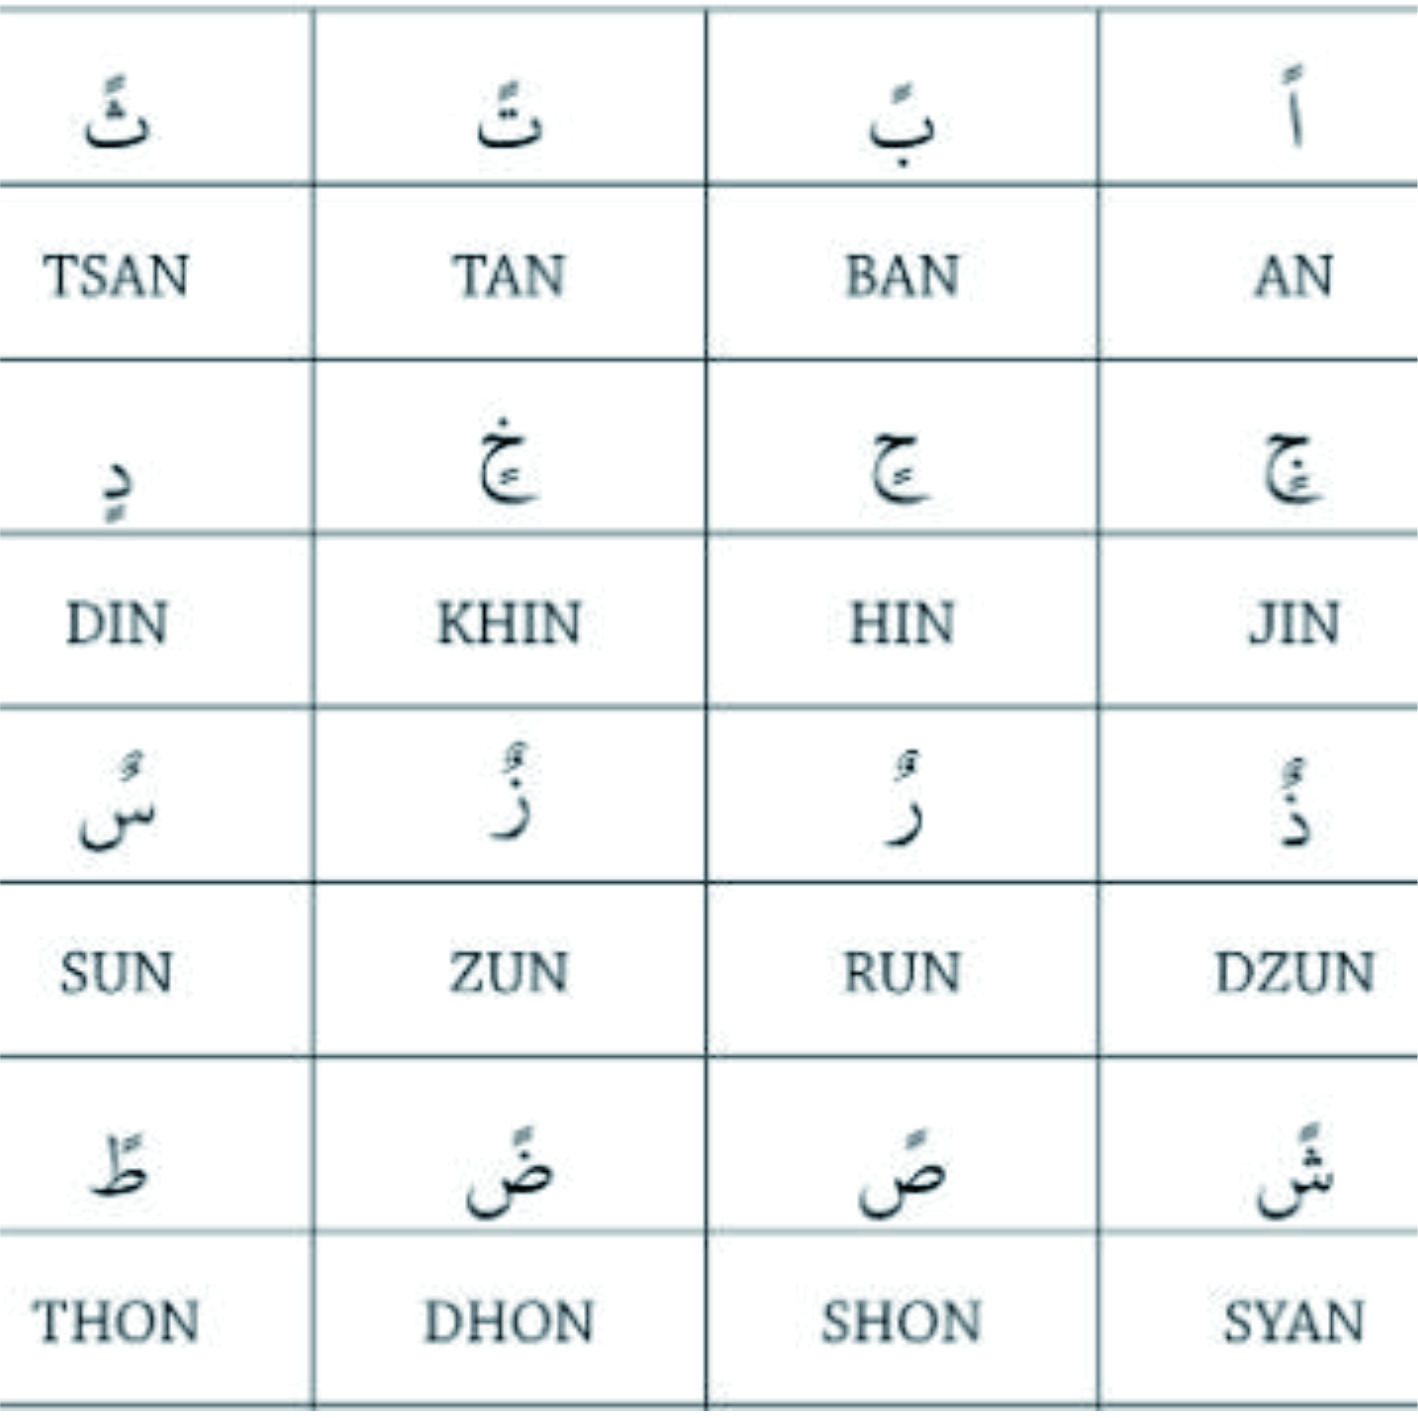 اً بً تً ثً
AN BAN TAN TSAN
جٍ حٍ خٍ دٍ
JIN HIN KHIN DIN
ذٌ رٌ زٌ سٌ
DZUN RUN ZUN SUN
شً صً ضً طً
SYAN SHON DHON THON